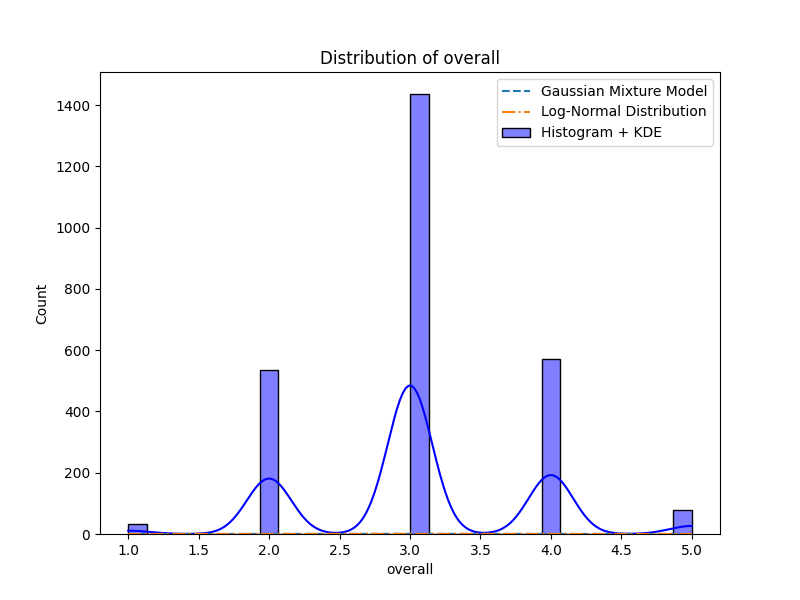 Distribution of overall
Gaussian Mixture Model
Log-Normal Distribution
Histogram + KDE
Count
1400
1200
1000
800
600
400
200
0
1.0 1.5 2.0 2.5 3.0 3.5 4.0 4.5 5.0
overall